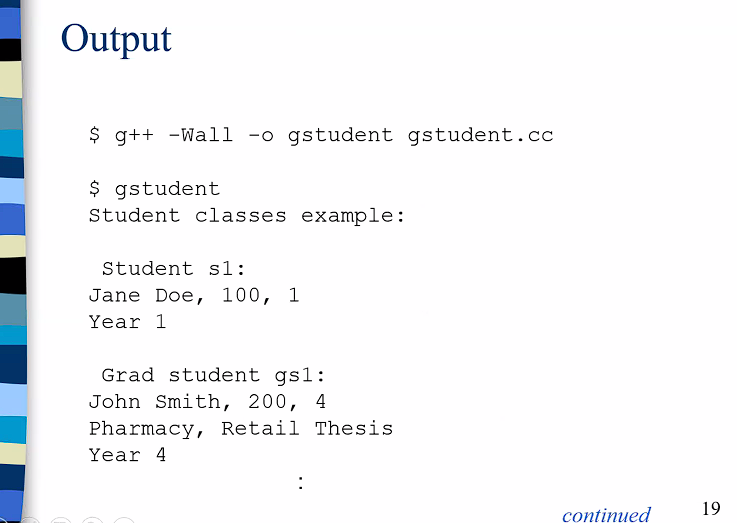 Output
$ g++ -Wall -o gstudent gstudent.cc
$ gstudent
Student classes example:
Student s1:
Jane Doe, 100, 1
Year 1
Grad student gs1:
John Smith, 200, 4
Pharmacy, Retail Thesis
Year 4
:
continued
19